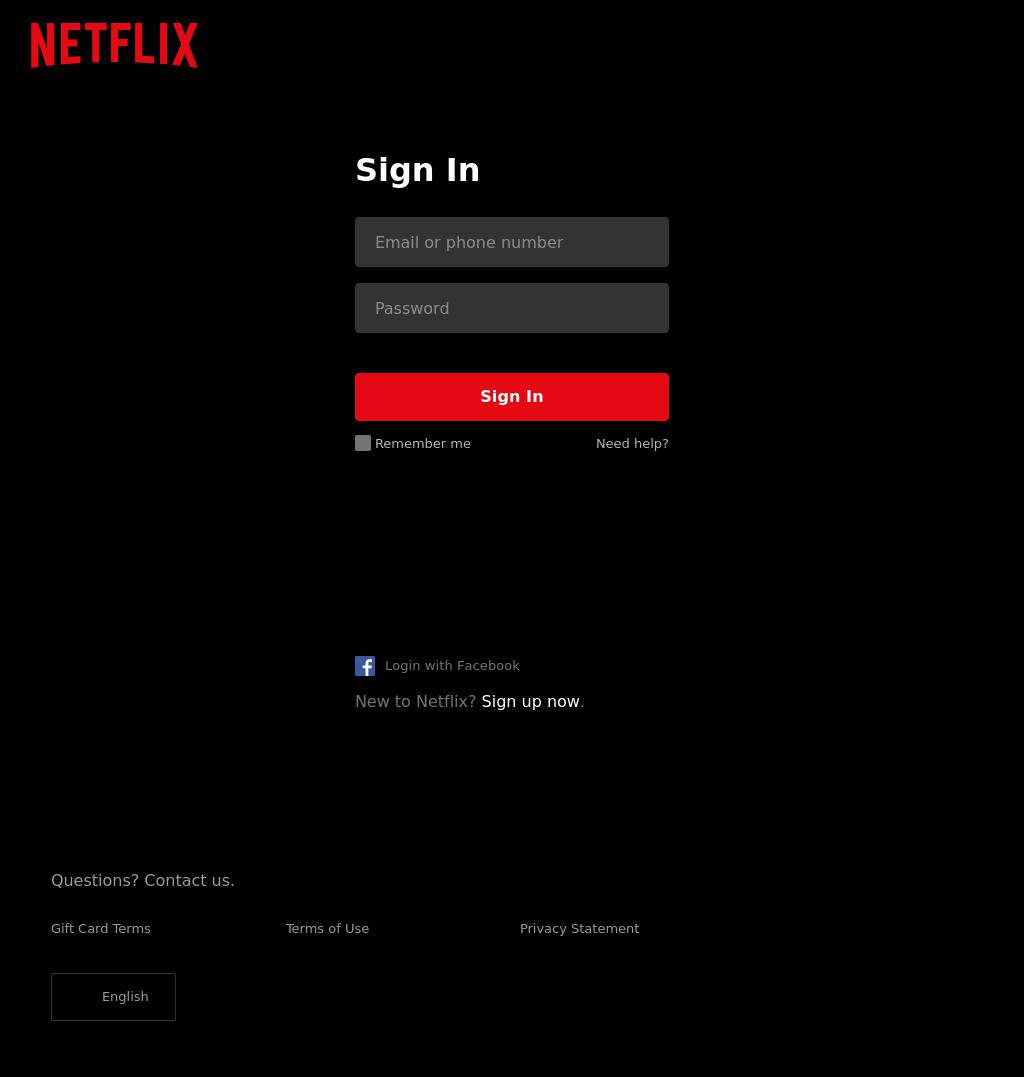 NETFLIX
Sign In
Email or phone number
Password
Sign In
Remember me
Need help?
Login with Facebook
New to Netflix? Sign up now.
Questions? Contact us.
Gift Card Terms
Terms of Use
Privacy Statement
English